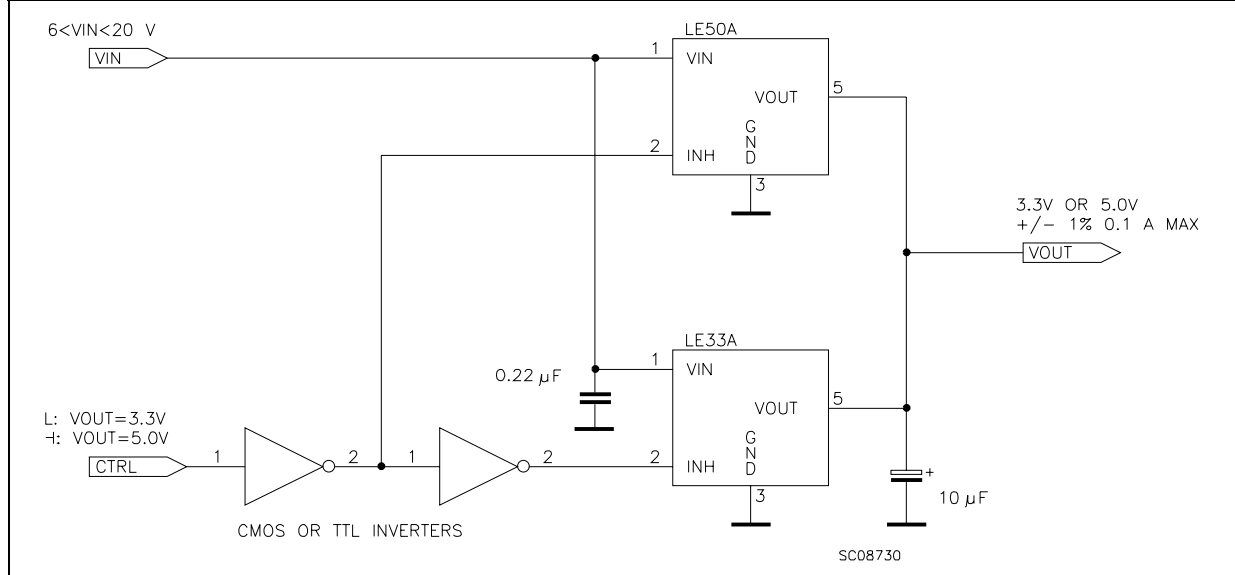 6<VIN<20 V
VIN
LE50A
1
VIN
VOUT
5
GND
2
INH
3
3.3V OR 5.0V
+/- 1% 0.1 A MAX
VOUT
LE33A
1
VIN
0.22 µF
VOUT
5
GND
L: VOUT=3.3V
H: VOUT=5.0V
CTRL
1
2
1
2
2
INH
3
+
10 µF
CMOS OR TTL INVERTERS
SC08730